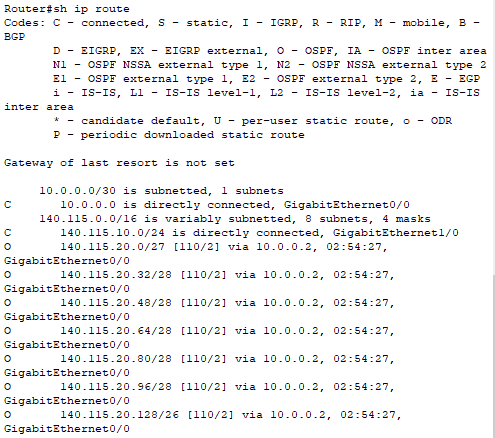 Router#sh ip route
Codes: C - connected, S - static, I - IGRP, R - RIP, M - mobile, B -
BGP
D - EIGRP, EX - EIGRP external, O - OSPF, IA - OSPF inter area
N1 - OSPF NSSA external type 1, N2 - OSPF NSSA external type 2
E1 - OSPF external type 1, E2 - OSPF external type 2, E - EGP
i - IS-IS, L1 - IS-IS level-1, L2 - IS-IS level-2, ia - IS-IS
inter area
* - candidate default, U - per-user static route, o - ODR
P - periodic downloaded static route
Gateway of last resort is not set
10.0.0.0/30 is subnetted, 1 subnets
C 10.0.0.0 is directly connected, GigabitEthernet0/0
140.115.0.0/16 is variably subnetted, 8 subnets, 4 masks
C 140.115.10.0/24 is directly connected, GigabitEthernet1/0
O 140.115.20.0/27 [110/2] via 10.0.0.2, 02:54:27,
GigabitEthernet0/0
O 140.115.20.32/28 [110/2] via 10.0.0.2, 02:54:27,
GigabitEthernet0/0
O 140.115.20.48/28 [110/2] via 10.0.0.2, 02:54:27,
GigabitEthernet0/0
O 140.115.20.64/28 [110/2] via 10.0.0.2, 02:54:27,
GigabitEthernet0/0
O 140.115.20.80/28 [110/2] via 10.0.0.2, 02:54:27,
GigabitEthernet0/0
O 140.115.20.96/28 [110/2] via 10.0.0.2, 02:54:27,
GigabitEthernet0/0
O 140.115.20.128/26 [110/2] via 10.0.0.2, 02:54:27,
GigabitEthernet0/0